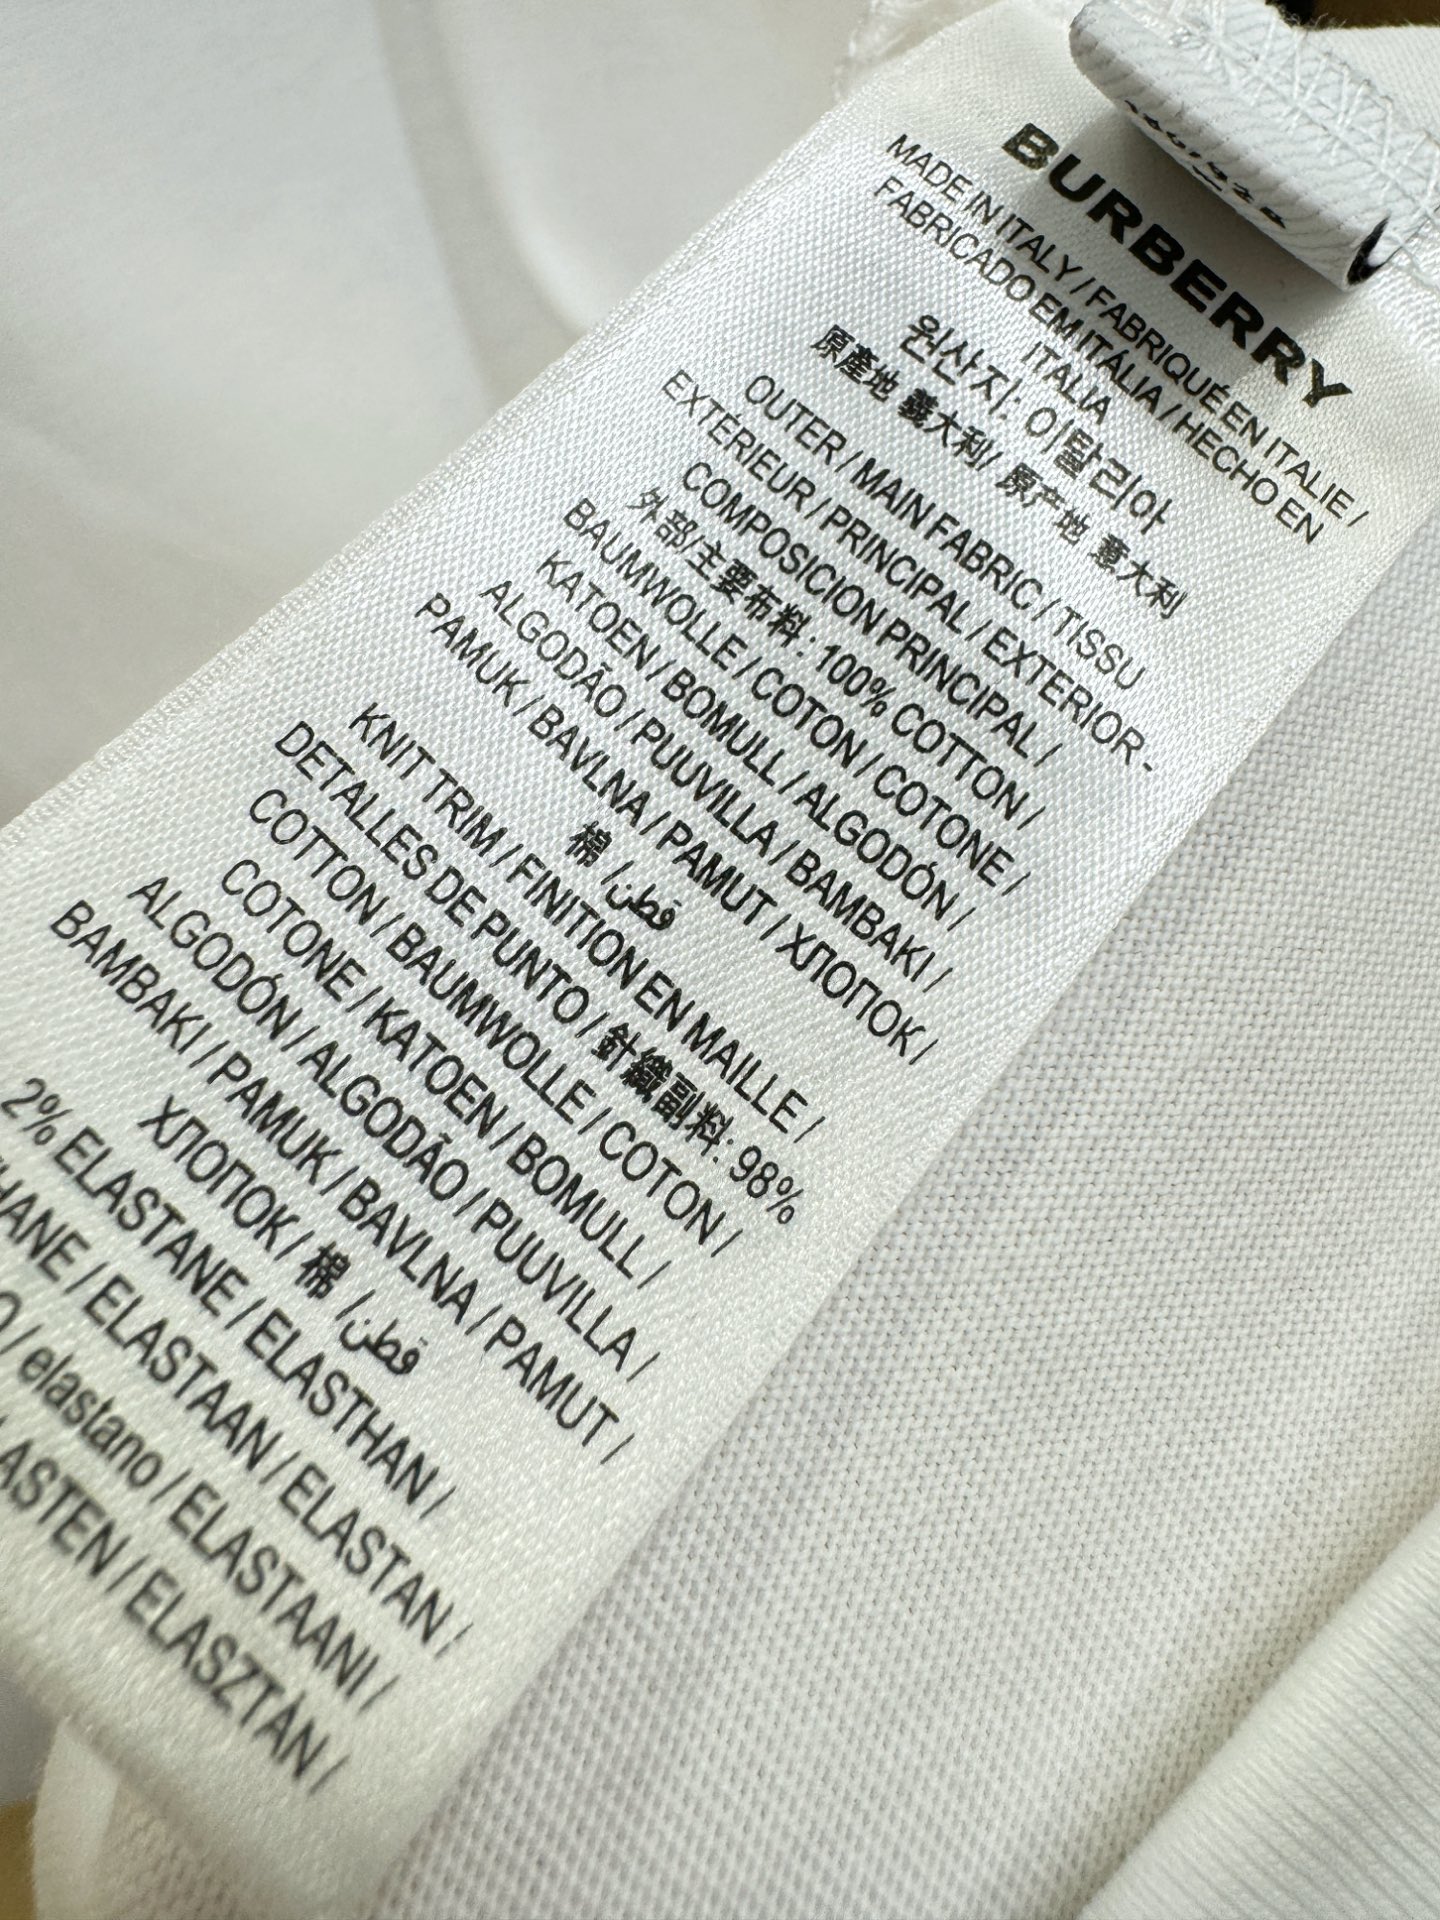 BURBERRY
MADE IN ITALY / FABRIQUÉ EN ITALIE /
FABRICADO EM ITÁLIA / HECHO EN
ITALIA
원산지: 이탈리아
原產地 義大利/ 原产地 意大利
OUTER / MAIN FABRIC / TISSU
EXTÉRIEUR / PRINCIPAL / EXTERIOR -
COMPOSICION PRINCIPAL /
外部/主要布料: 100% COTTON /
BAUMWOLLE / COTON / COTONE /
KATOEN / BOMULL / ALGODÓN /
ALGODÃO / PUUVILLA / BAMBAKI /
PAMUK / BAVLNA / PAMUT / ХЛОПОК /
棉 /قطن
KNIT TRIM / FINITION EN MAILLE /
DETALLES DE PUNTO / 針織副料: 98%
COTTON / BAUMWOLLE / COTON /
COTONE / KATOEN / BOMULL /
ALGODÓN / ALGODÃO / PUUVILLA /
BAMBAKI / PAMUK / BAVLNA / PAMUT /
ХЛОПОК / 棉 /قطن
2% ELASTANE / ELASTHAN /
/ ELASTAAN / ELASTAN /
/ elastano / ELASTAANI /
/ ELASZTÁN /